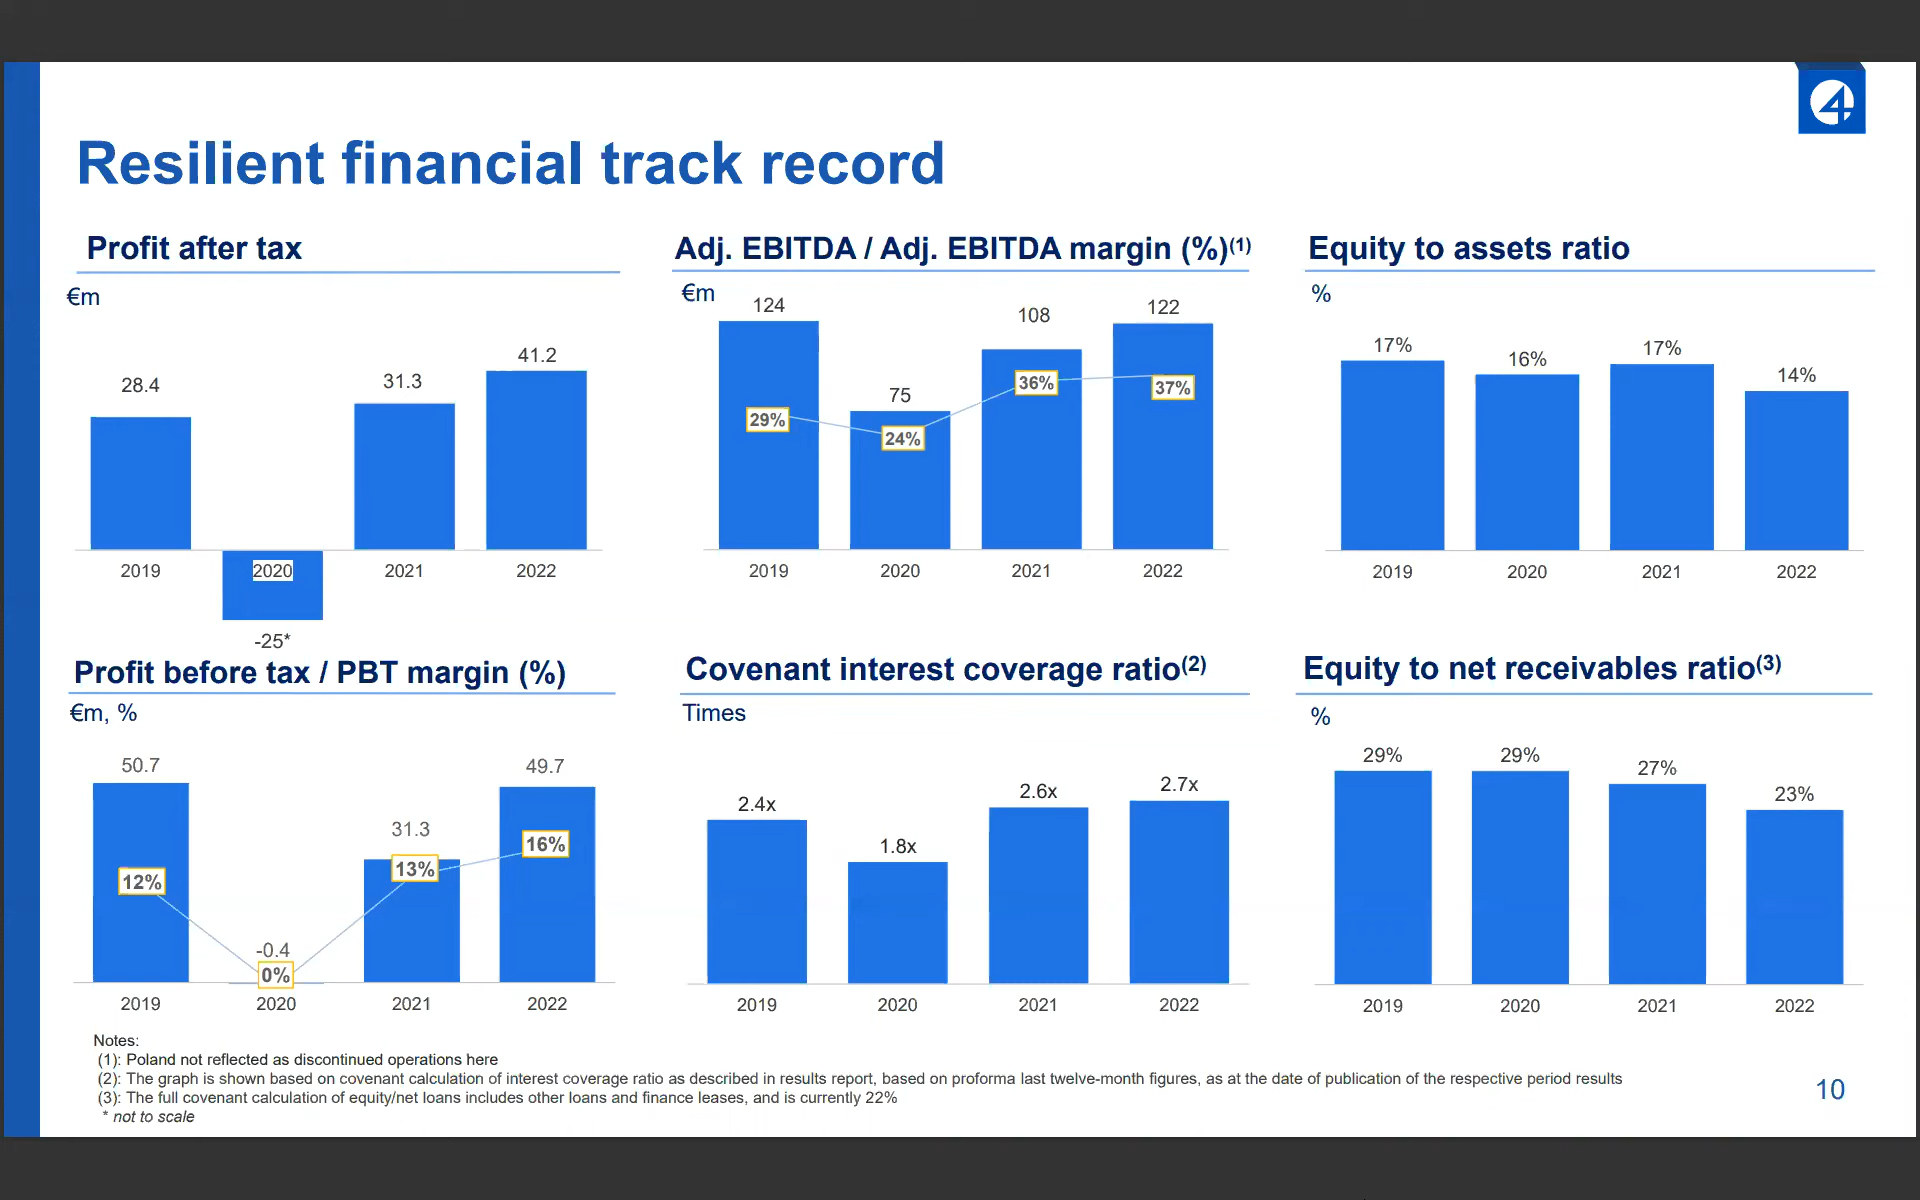 4
Resilient financial track record
Profit after tax
€m
28.4
41.2
31.3
2019
2020
2021
2022
-25*
Adj. EBITDA / Adj. EBITDA margin (%)(1)
€m
124
75
108
122
29%
24%
36%
37%
2019
2020
2021
2022
Equity to assets ratio
%
17%
16%
17%
14%
2019
2020
2021
2022
Profit before tax / PBT margin (%)
€m, %
50.7
-0.4
31.3
49.7
12%
0%
13%
16%
2019
2020
2021
2022
Covenant interest coverage ratio(2)
Times
2.4x
1.8x
2.6x
2.7x
2019
2020
2021
2022
Equity to net receivables ratio(3)
%
29%
29%
27%
23%
2019
2020
2021
2022
Notes:
(1): Poland not reflected as discontinued operations here
(2): The graph is shown based on covenant calculation of interest coverage ratio as described in results report, based on proforma last twelve-month figures, as at the date of publication of the respective period results
(3): The full covenant calculation of equity/net loans includes other loans and finance leases, and is currently 22%
* not to scale
10